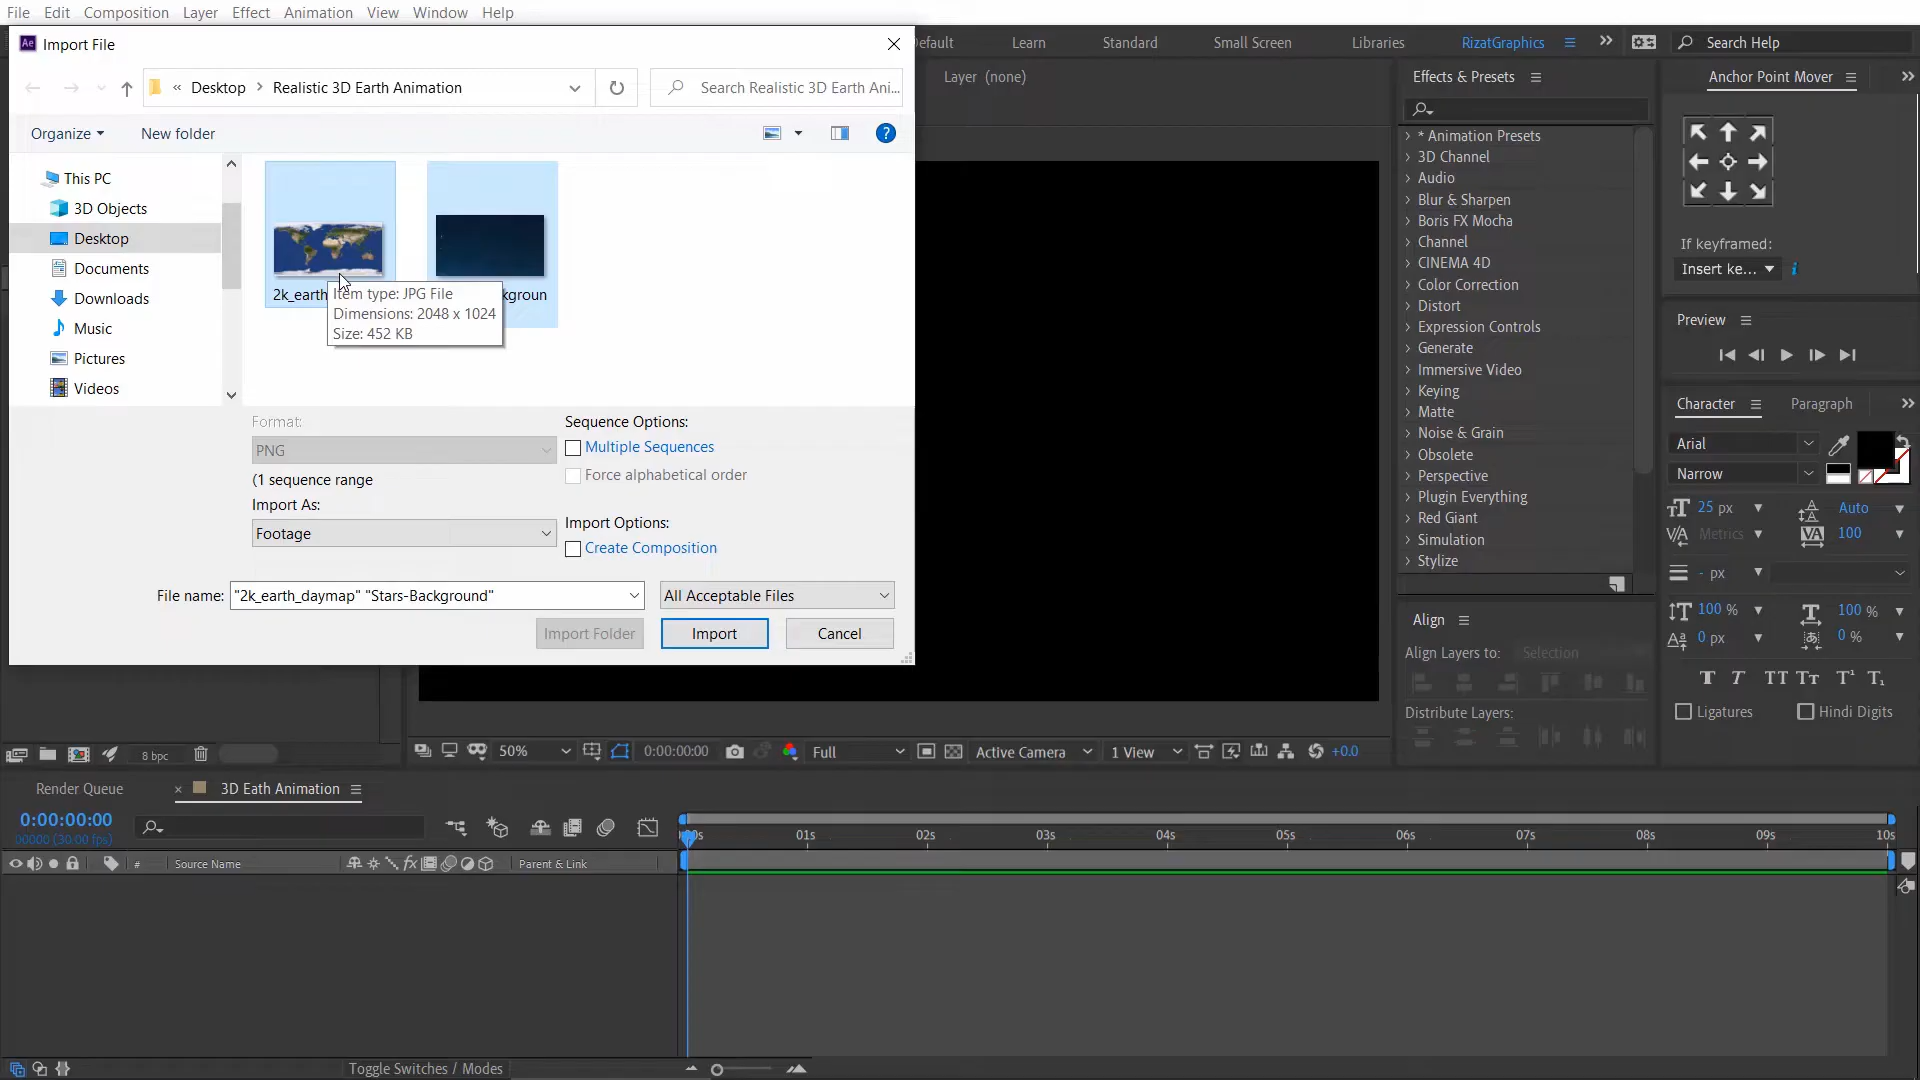 File Edit Composition Layer Effect Animation View Window Help
Import File
Default Learn Standard Small Screen Libraries RizatGraphics Search Help
« Desktop > Realistic 3D Earth Animation
Search Realistic 3D Earth Ani...
Layer (none)
Organize New folder
This PC
3D Objects
Desktop
Documents
Downloads
Music
Pictures
Videos
2k_earth
kgroun
Item type: JPG File
Dimensions: 2048 x 1024
Size: 452 KB
Format:
PNG
(1 sequence range
Import As:
Footage
Sequence Options:
Multiple Sequences
Force alphabetical order
Import Options:
Create Composition
File name: "2k_earth_daymap" "Stars-Background"
All Acceptable Files
Import Folder Import Cancel
Effects & Presets
* Animation Presets
3D Channel
Audio
Blur & Sharpen
Boris FX Mocha
Channel
CINEMA 4D
Color Correction
Distort
Expression Controls
Generate
Immersive Video
Keying
Matte
Noise & Grain
Obsolete
Perspective
Plugin Everything
Red Giant
Simulation
Stylize
Align
Align Layers to: Selection
Distribute Layers:
Anchor Point Mover
If keyframed:
Insert ke...
Preview
Character Paragraph
Arial
Narrow
25 px Auto
Metrics 100
- px
100 % 100 %
0 px 0 %
T T TT Tт T¹ T₁
Ligatures Hindi Digits
8 bpc
50% 0:00:00:00 Full Active Camera 1 View +0.0
Render Queue × 3D Eath Animation
0:00:00:00
00000 (30.00 fps)
# Source Name Parent & Link
00s 01s 02s 03s 04s 05s 06s 07s 08s 09s 10s
Toggle Switches / Modes